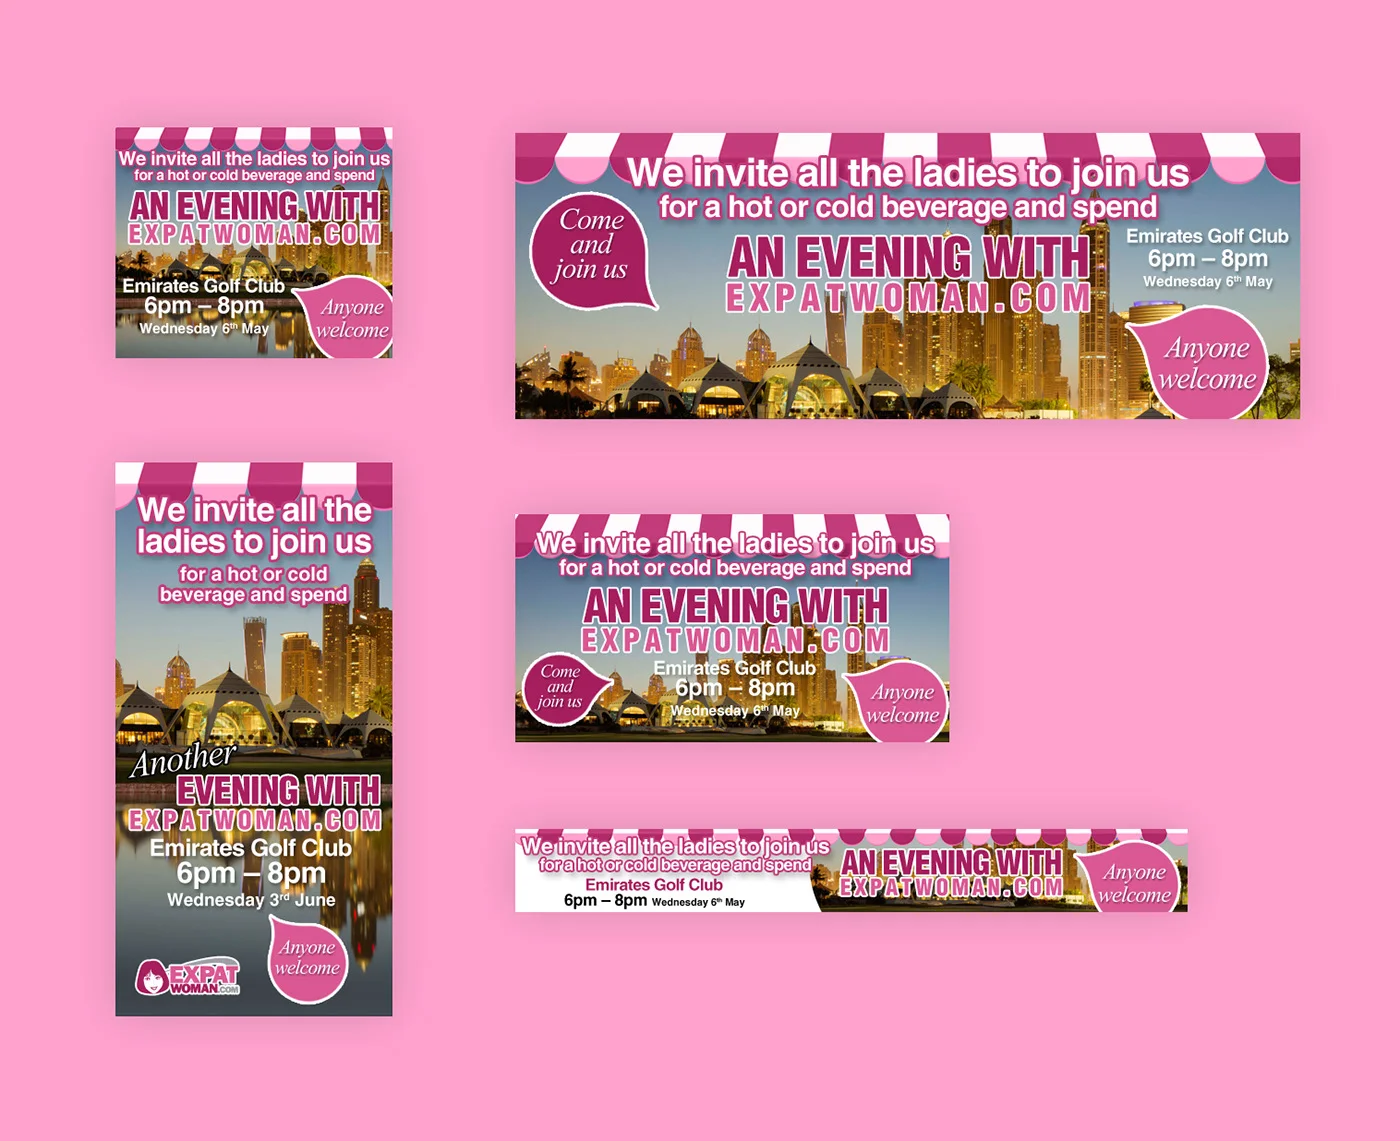 We invite all the ladies to join us
for a hot or cold beverage and spend
AN EVENING WITH
EXPATWOMAN.COM
Emirates Golf Club
6pm – 8pm
Wednesday 6th May
Anyone
welcome
We invite all the ladies to join us
for a hot or cold beverage and spend
Come
and
join us
AN EVENING WITH
EXPATWOMAN.COM
Emirates Golf Club
6pm – 8pm
Wednesday 6th May
Anyone
welcome
We invite all the
ladies to join us
for a hot or cold
beverage and spend
Another
EVENING WITH
EXPATWOMAN.COM
Emirates Golf Club
6pm – 8pm
Wednesday 3rd June
Anyone
welcome
EXPAT
WOMAN.COM
We invite all the ladies to join us
for a hot or cold beverage and spend
AN EVENING WITH
EXPATWOMAN.COM
Come
and
join us
Emirates Golf Club
6pm – 8pm
Wednesday 6th May
Anyone
welcome
We invite all the ladies to join us
for a hot or cold beverage and spend
Emirates Golf Club
6pm – 8pm Wednesday 6th May
AN EVENING WITH
EXPATWOMAN.COM
Anyone
welcome